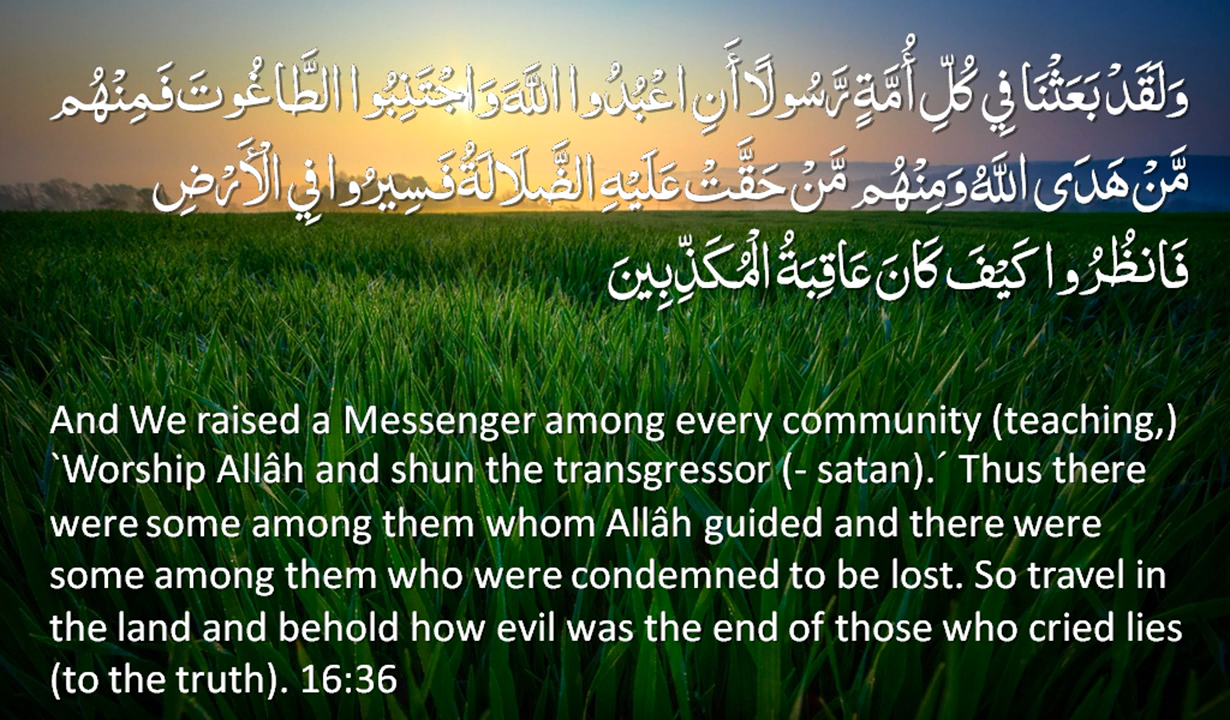 وَلَقَدْ بَعَثْنَا فِي كُلِّ أُمَّةٍ رَّسُولًا أَنِ اعْبُدُوا اللَّهَ وَاجْتَنِبُوا الطَّاغُوتَ فَمِنْهُم
مَّنْ هَدَى اللَّهُ وَمِنْهُم مَّنْ حَقَّتْ عَلَيْهِ الضَّلَالَةُ فَسِيرُوا فِي الْأَرْضِ
فَانظُرُوا كَيْفَ كَانَ عَاقِبَةُ الْمُكَذِّبِينَ
And We raised a Messenger among every community (teaching,)
`Worship Allâh and shun the transgressor (- satan).´ Thus there
were some among them whom Allâh guided and there were
some among them who were condemned to be lost. So travel in
the land and behold how evil was the end of those who cried lies
(to the truth). 16:36